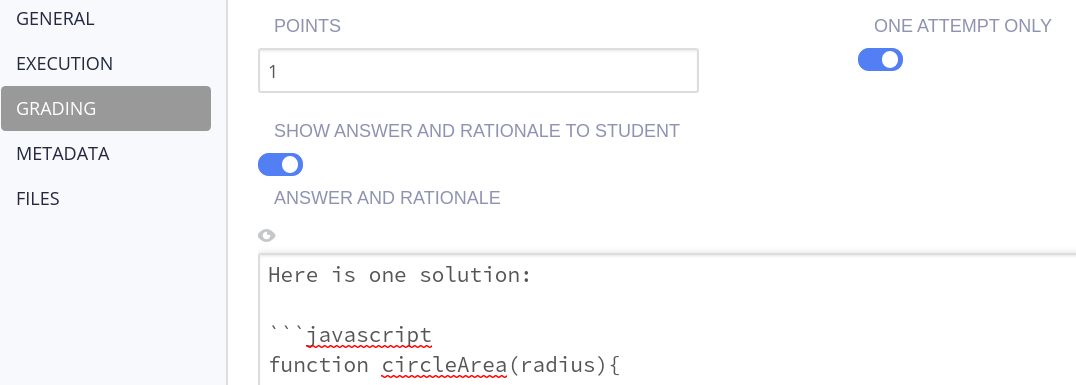 GENERAL
EXECUTION
GRADING
METADATA
FILES
POINTS
ONE ATTEMPT ONLY
1
SHOW ANSWER AND RATIONALE TO STUDENT
ANSWER AND RATIONALE
Here is one solution:
```javascript
function circleArea(radius){